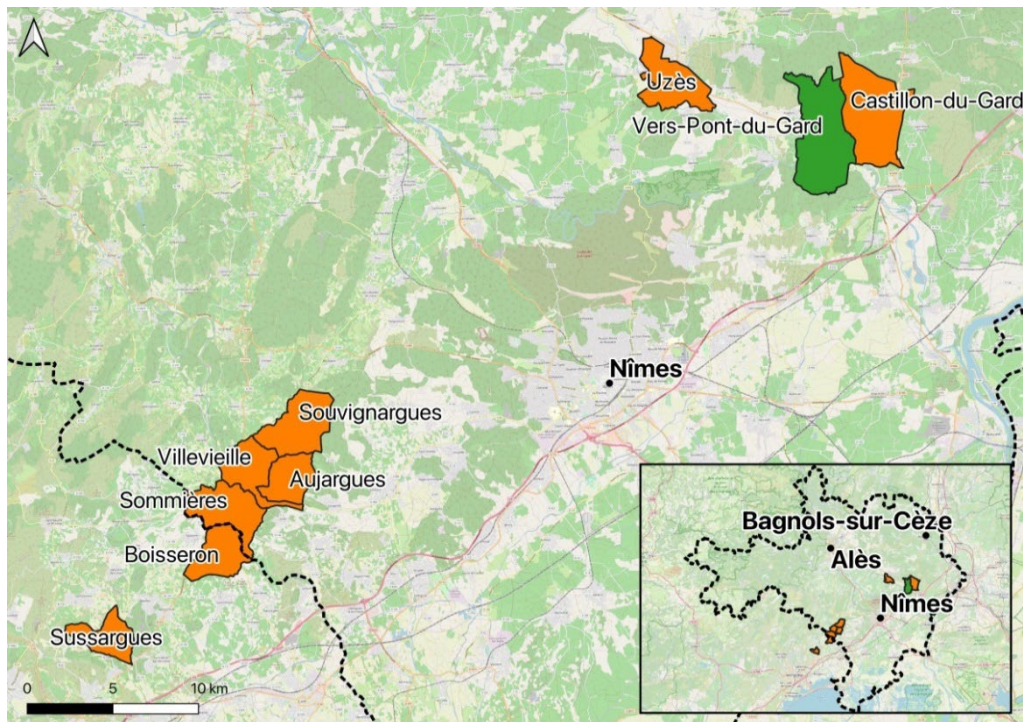 Uzès
Castillon-du-Gard
Vers-Pont-du-Gard
Nîmes
Souvignargues
Villevieille
Aujargues
Sommières
Boisseron
Sussargues
0 5 10 km
Bagnols-sur-Cèze
Alès
Nîmes